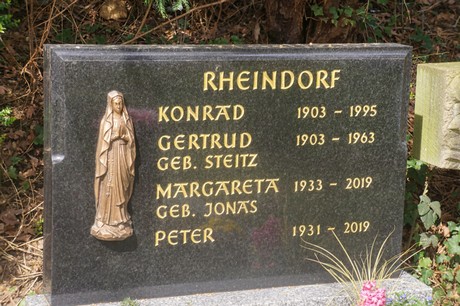 RHEINDORF
KONRAD 1903 – 1995
GERTRUD 1903 – 1963
GEB. STEITZ
MARGARETA 1933 – 2019
GEB. JONAS
PETER 1931 – 2019